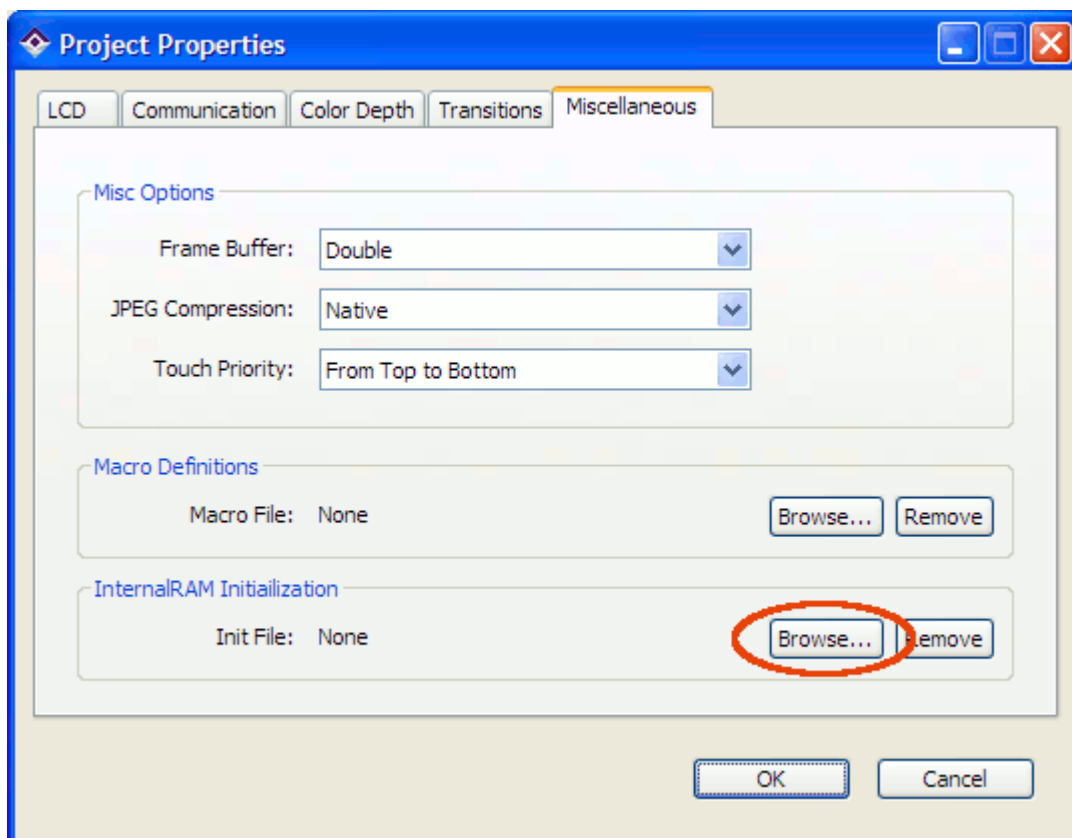 Project Properties
LCD Communication Color Depth Transitions Miscellaneous
Misc Options
Frame Buffer: Double
JPEG Compression: Native
Touch Priority: From Top to Bottom
Macro Definitions
Macro File: None Browse... Remove
InternalRAM Initiailization
Init File: None Browse... Remove
OK Cancel